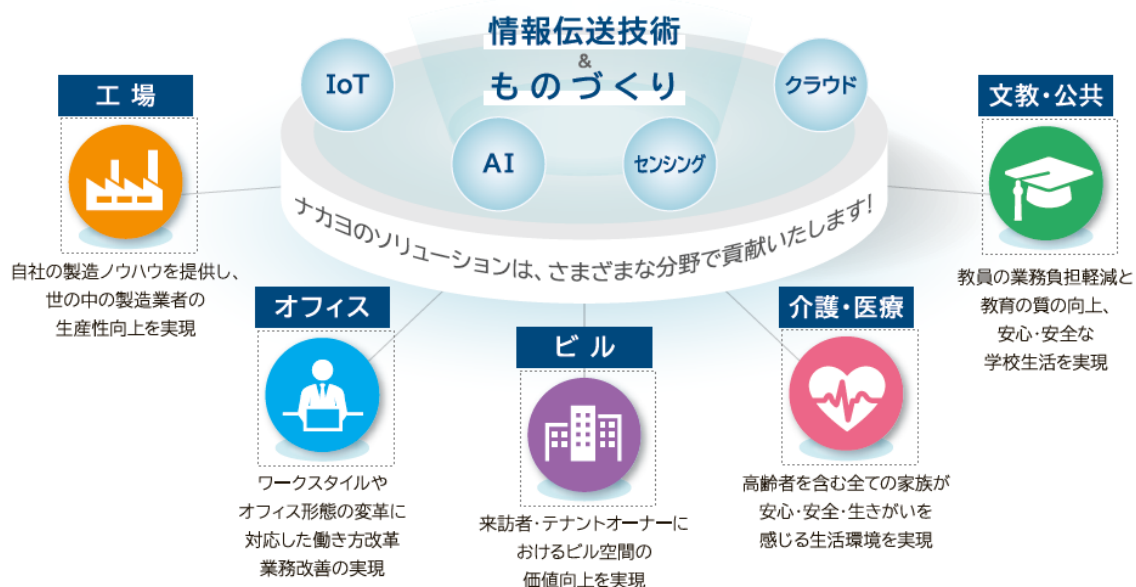 情報伝送技術
&
ものづくり
IoT
クラウド
AI
センシング
ナカヨのソリューションは、さまざまな分野で貢献いたします!
工場
自社の製造ノウハウを提供し、
世の中の製造業者の
生産性向上を実現
オフィス
ワークスタイルや
オフィス形態の変革に
対応した働き方改革
業務改善の実現
ビル
来訪者・テナントオーナーに
おけるビル空間の
価値向上を実現
介護・医療
高齢者を含む全ての家族が
安心・安全・生きがいを
感じる生活環境を実現
文教・公共
教員の業務負担軽減と
教育の質の向上、
安心・安全な
学校生活を実現